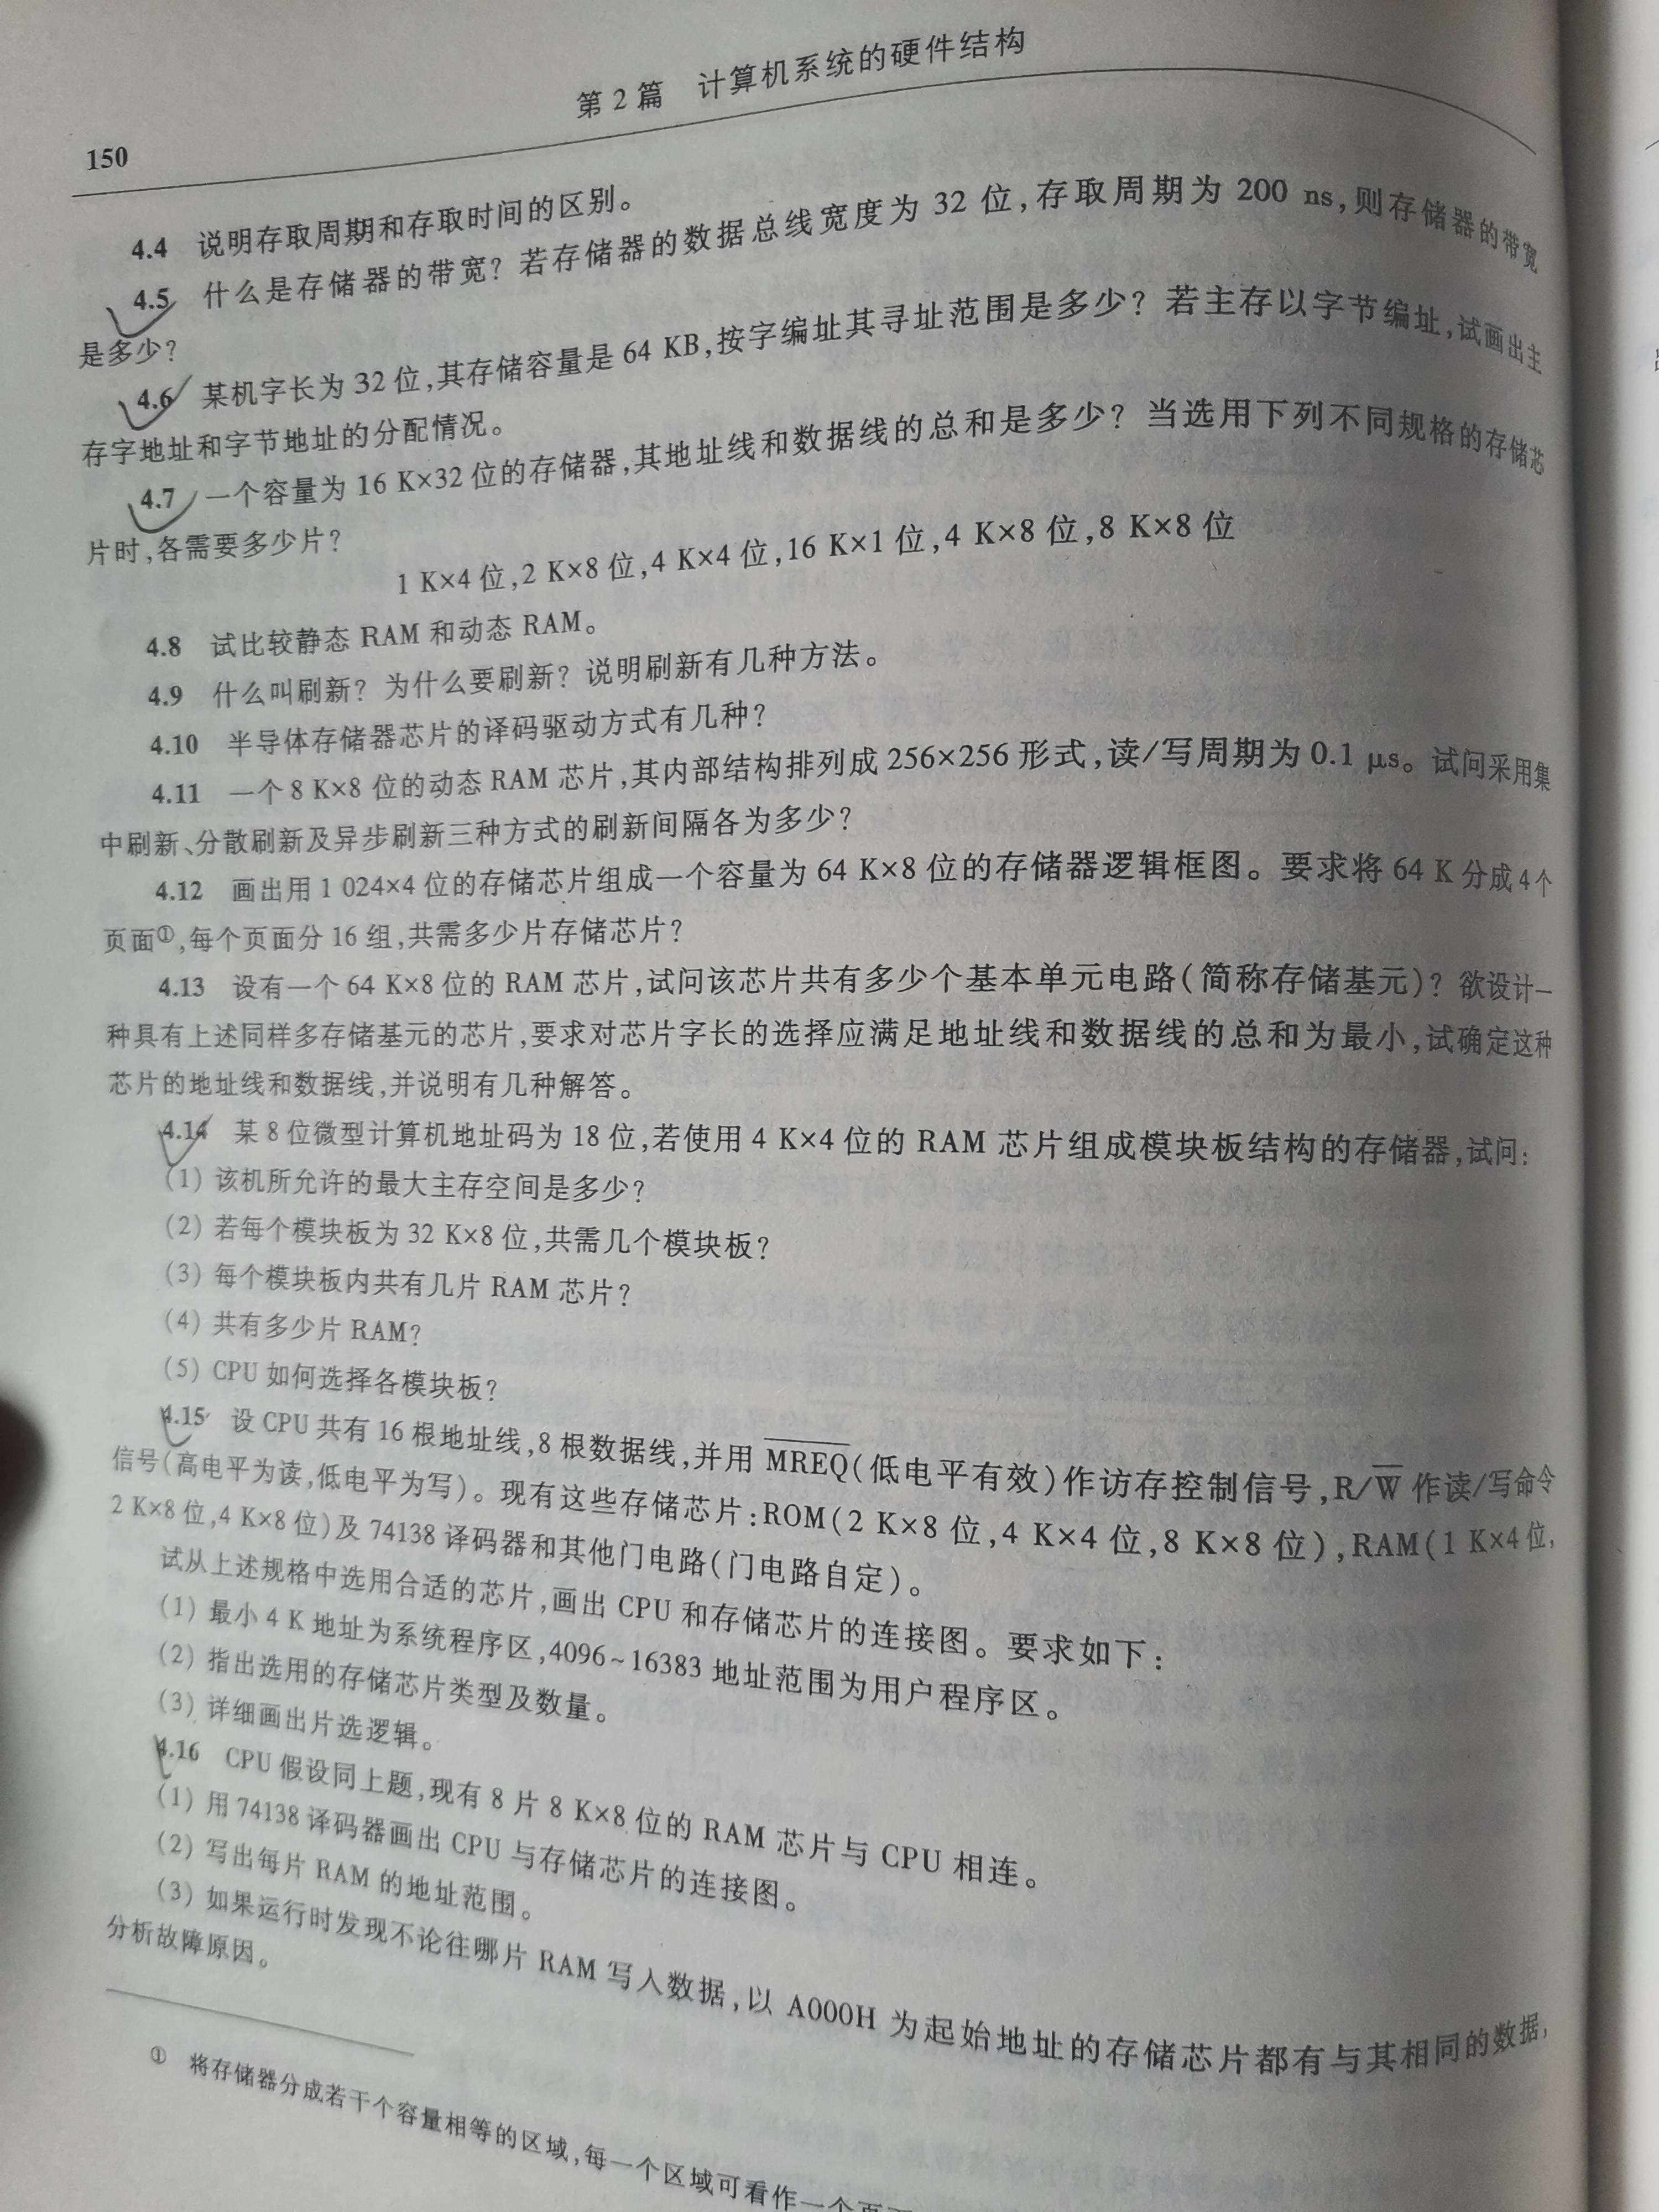 第2篇 计算机系统的硬件结构
150
4.4 说明存取周期和存取时间的区别。
4.5 什么是存储器的带宽？若存储器的数据总线宽度为 32 位,存取周期为 200 ns,则存储器的带宽
是多少？
4.6 某机字长为 32 位,其存储容量是 64 KB,按字编址其寻址范围是多少？若主存以字节编址,试画出主
存字地址和字节地址的分配情况。
4.7 一个容量为 16 K×32 位的存储器,其地址线和数据线的总和是多少？当选用下列不同规格的存储芯
片时,各需要多少片？
1 K×4 位,2 K×8 位,4 K×4 位,16 K×1 位,4 K×8 位,8 K×8 位
4.8 试比较静态 RAM 和动态 RAM。
4.9 什么叫刷新？为什么要刷新？说明刷新有几种方法。
4.10 半导体存储器芯片的译码驱动方式有几种？
4.11 一个 8 K×8 位的动态 RAM 芯片,其内部结构排列成 256×256 形式,读/写周期为 0.1 μs。试问采用集
中刷新、分散刷新及异步刷新三种方式的刷新间隔各为多少？
4.12 画出用 1 024×4 位的存储芯片组成一个容量为 64 K×8 位的存储器逻辑框图。要求将 64 K 分成 4 个
页面①,每个页面分 16 组,共需多少片存储芯片？
4.13 设有一个 64 K×8 位的 RAM 芯片,试问该芯片共有多少个基本单元电路(简称存储基元)？欲设计一
种具有上述同样多存储基元的芯片,要求对芯片字长的选择应满足地址线和数据线的总和为最小,试确定这种
芯片的地址线和数据线,并说明有几种解答。
4.14 某 8 位微型计算机地址码为 18 位,若使用 4 K×4 位的 RAM 芯片组成模块板结构的存储器,试问:
(1) 该机所允许的最大主存空间是多少？
(2) 若每个模块板为 32 K×8 位,共需几个模块板？
(3) 每个模块板内共有几片 RAM 芯片？
(4) 共有多少片 RAM？
(5) CPU 如何选择各模块板？
4.15 设 CPU 共有 16 根地址线,8 根数据线,并用 M̅R̅E̅Q̅(低电平有效)作访存控制信号,R/W̅ 作读/写命令
信号(高电平为读,低电平为写)。现有这些存储芯片:ROM(2 K×8 位,4 K×4 位,8 K×8 位),RAM(1 K×4 位,
2 K×8 位,4 K×8 位)及 74138 译码器和其他门电路(门电路自定)。
试从上述规格中选用合适的芯片,画出 CPU 和存储芯片的连接图。要求如下:
(1) 最小 4 K 地址为系统程序区,4096~16383 地址范围为用户程序区。
(2) 指出选用的存储芯片类型及数量。
(3) 详细画出片选逻辑。
4.16 CPU 假设同上题,现有 8 片 8 K×8 位的 RAM 芯片与 CPU 相连。
(1) 用 74138 译码器画出 CPU 与存储芯片的连接图。
(2) 写出每片 RAM 的地址范围。
(3) 如果运行时发现不论往哪片 RAM 写入数据,以 A000H 为起始地址的存储芯片都有与其相同的数据,
分析故障原因。
① 将存储器分成若干个容量相等的区域,每一个区域可看作一个页